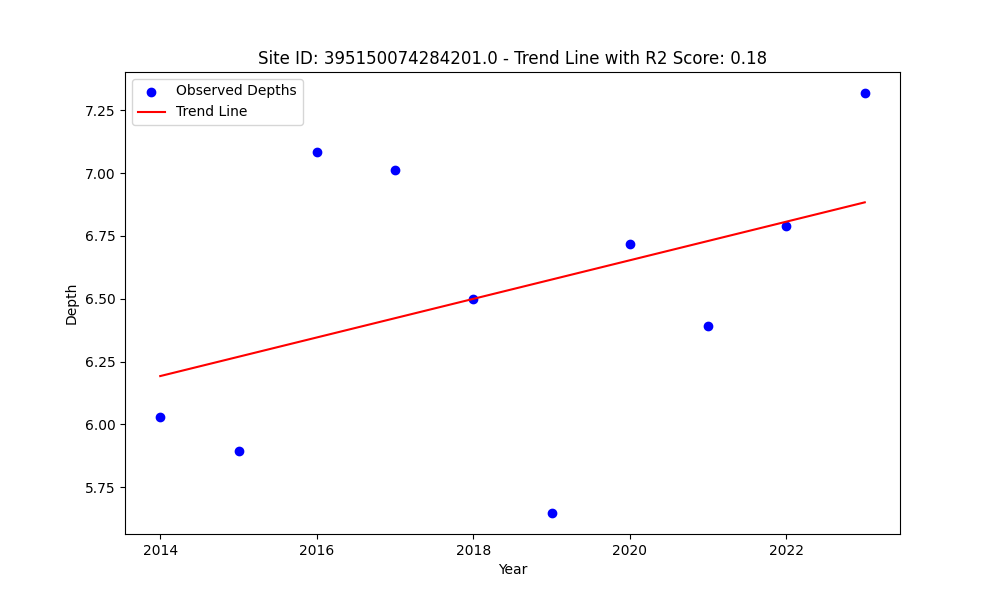 Site ID: 395150074284201.0 - Trend Line with R2 Score: 0.18
Observed Depths
Trend Line
7.25
7.00
6.75
6.50
6.25
6.00
5.75
Depth
2014
2016
2018
2020
2022
Year